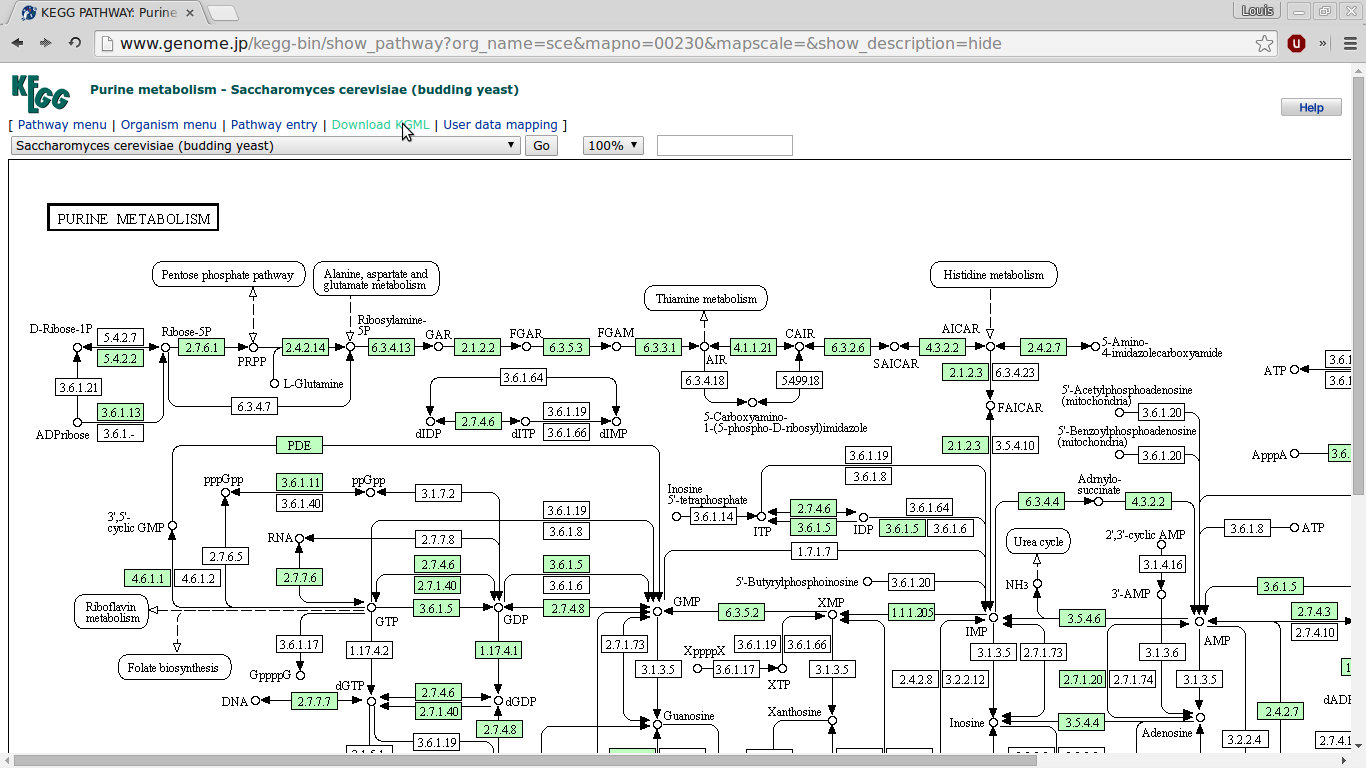 KEGG PATHWAY: Purine
Louis
www.genome.jp/kegg-bin/show_pathway?org_name=sce&mapno=00230&mapscale=&show_description=hide
KEGG
Purine metabolism - Saccharomyces cerevisiae (budding yeast)
Help
[ Pathway menu | Organism menu | Pathway entry | Download KGML | User data mapping ]
Saccharomyces cerevisiae (budding yeast) Go 100%
PURINE METABOLISM
Pentose phosphate pathway
Alanine, aspartate and
glutamate metabolism
Histidine metabolism
Thiamine metabolism
D-Ribose-1P 5.4.2.7 Ribose-5P
Ribosylamine-
5P
GAR FGAR FGAM CAIR AICAR
5.4.2.2 2.7.6.1 PRPP 2.4.2.14 6.3.4.13 2.1.2.2 6.3.5.3 6.3.3.1 AIR 4.1.1.21 6.3.2.6 SAICAR 4.3.2.2 2.4.2.7
5-Amino-
4-imidazolecarboxyamide
ATP 3.6.1
3.6.1.21 L-Glutamine 3.6.1.64 6.3.4.18 5.4.99.18 2.1.2.3 6.3.4.23
3.6.1.13 6.3.4.7 FAICAR
5'-Acetylphosphoadenosine
(mitochondria) 3.6.1.20
ADPribose 3.6.1.- dIDP 2.7.4.6 dITP 3.6.1.19 3.6.1.66 dIMP
5-Carboxyamino-
1-(5-phospho-D-ribosyl)imidazole
5'-Benzoylphosphoadenosine
(mitochondria) 3.6.1.20
PDE 2.1.2.3 3.5.4.10 ApppA 3.6.
3.6.1.19
3.6.1.8
pppGpp 3.6.1.11 3.6.1.40 ppGpp 3.1.7.2
Inosine
5'-tetraphosphate
3.6.1.14 ITP 2.7.4.6 3.6.1.5 IDP 3.6.1.64 3.6.1.5 3.6.1.6
6.3.4.4
4.3.2.2
3',5'-
cyclic GMP
3.6.1.19
3.6.1.8
3.6.1.8 ATP
RNA 2.7.7.8 1.7.1.7 Urea cycle 2',3'-cyclic AMP
2.7.6.5 3.1.4.16
4.6.1.1 4.6.1.2 2.7.7.6 2.7.4.6 2.7.1.40 3.6.1.5 3.6.1.6 5'-Butyrylphosphoinosine 3.6.1.20 NH3 3'-AMP 3.6.1.5
Riboflavin
metabolism
GTP 3.6.1.5 GDP 2.7.4.8 GMP 6.3.5.2 XMP 1.1.1.205 IMP 3.5.4.6 AMP 2.7.4.3 2.7.4.10
3.6.1.17 1.17.4.2 1.17.4.1 2.7.1.73 3.6.1.19 3.6.1.66 3.1.3.5 2.7.1.73 3.1.3.6
Folate biosynthesis GppppG 3.1.3.5 XppppX 3.6.1.17 XTP 3.1.3.5 2.4.2.8 3.2.2.12 2.7.1.20 2.7.1.74 3.1.3.5 1
DNA 2.7.7.7 dGTP 2.7.4.6 2.7.1.40 dGDP Guanosine Xanthosine Inosine 3.5.4.4 Adenosine 2.4.2.7 dADP
2.7.4.8
3.6.1.19 3.2.2.4 2.7.4.1